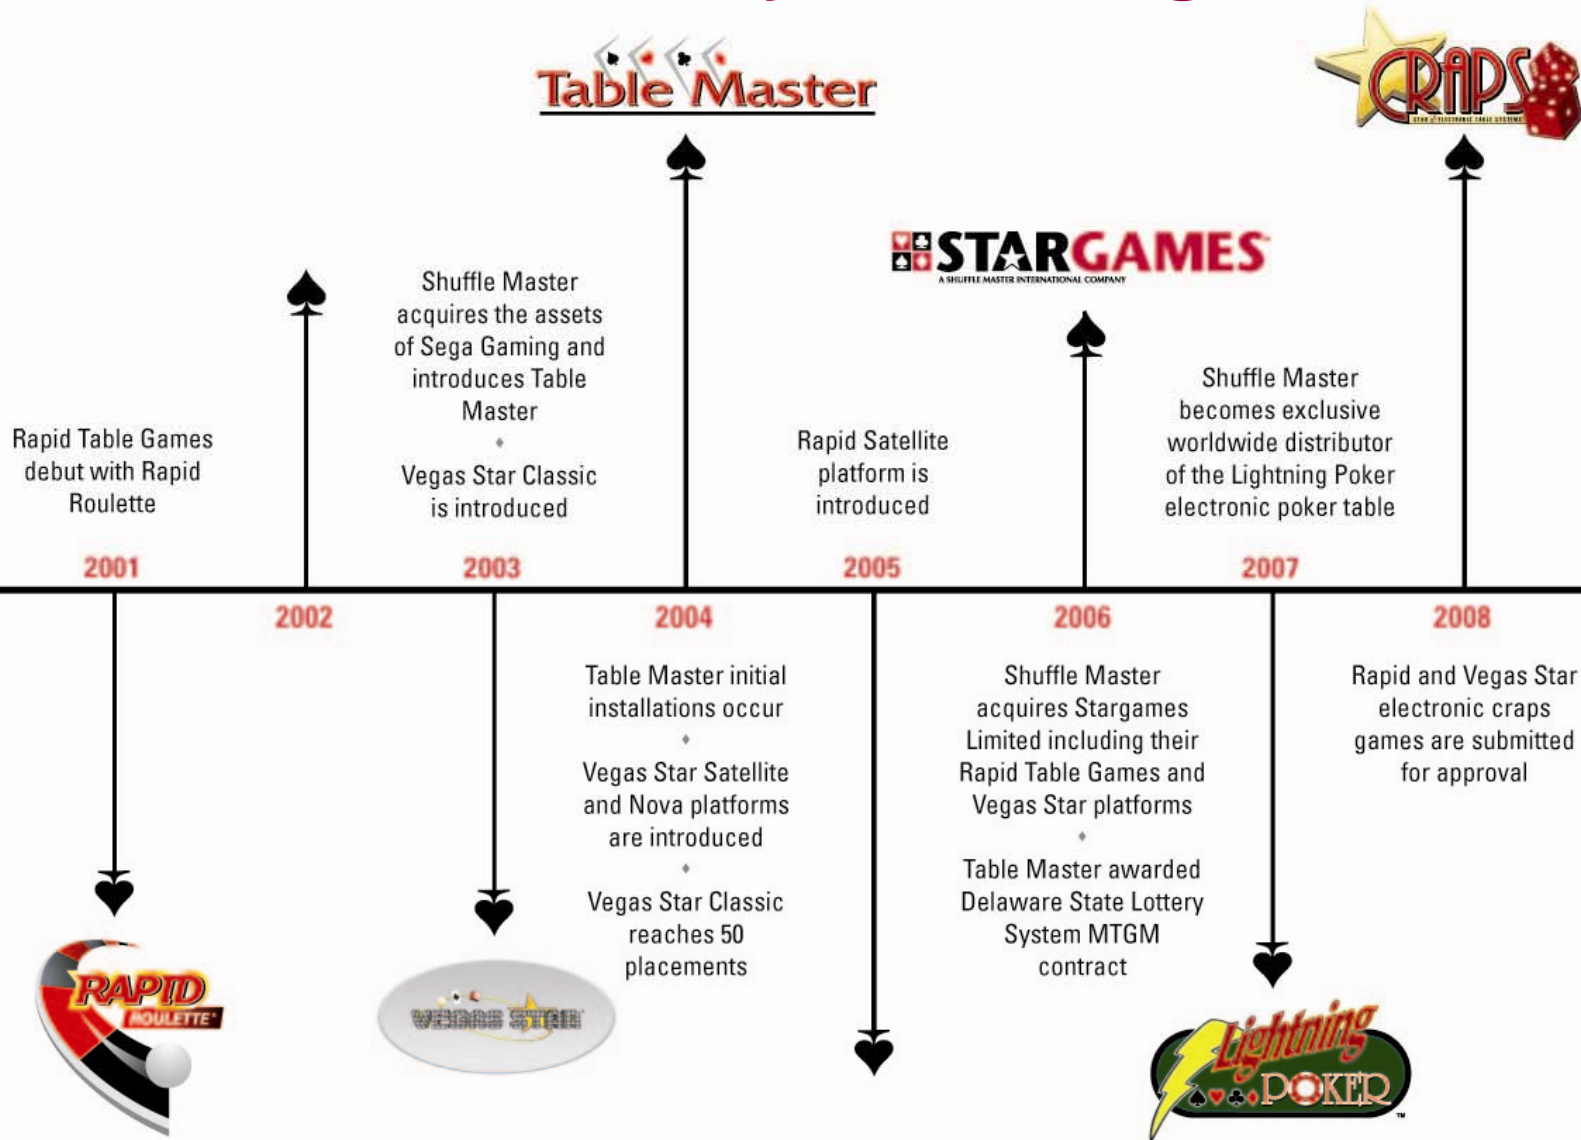 Table Master
CRAPS
STARGAMES
A SHUFFLE MASTER INTERNATIONAL COMPANY
Rapid Table Games
debut with Rapid
Roulette
2001
RAPID
ROULETTE
2002
Shuffle Master
acquires the assets
of Sega Gaming and
introduces Table
Master
Vegas Star Classic
is introduced
2003
VEGAS STAR
2004
Table Master initial
installations occur
Vegas Star Satellite
and Nova platforms
are introduced
Vegas Star Classic
reaches 50
placements
Rapid Satellite
platform is
introduced
2005
2006
Shuffle Master
acquires Stargames
Limited including their
Rapid Table Games and
Vegas Star platforms
Table Master awarded
Delaware State Lottery
System MTGM
contract
Shuffle Master
becomes exclusive
worldwide distributor
of the Lightning Poker
electronic poker table
2007
Lightning
POKER
2008
Rapid and Vegas Star
electronic craps
games are submitted
for approval